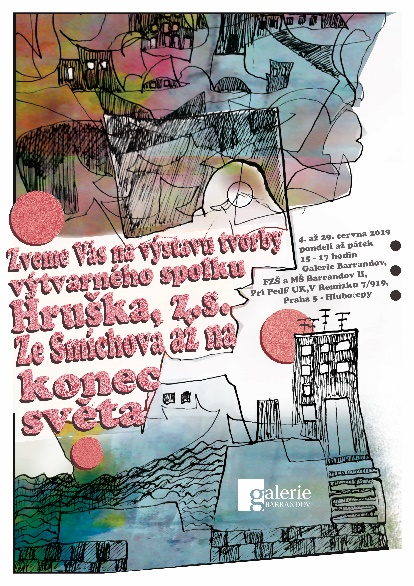 Zveme Vás na výstavu tvorby
výtvarného spolku
Hruška, z.s.
Ze Smíchova až na
konec
světa
4. až 29. června 2019
pondělí až pátek
15 - 17 hodin
Galerie Barrandov,
FZŠ a MŠ Barrandov II,
Při PedF UK, V Remízku 7/919,
Praha 5 - Hlubočepy
galerie
BARRANDOV